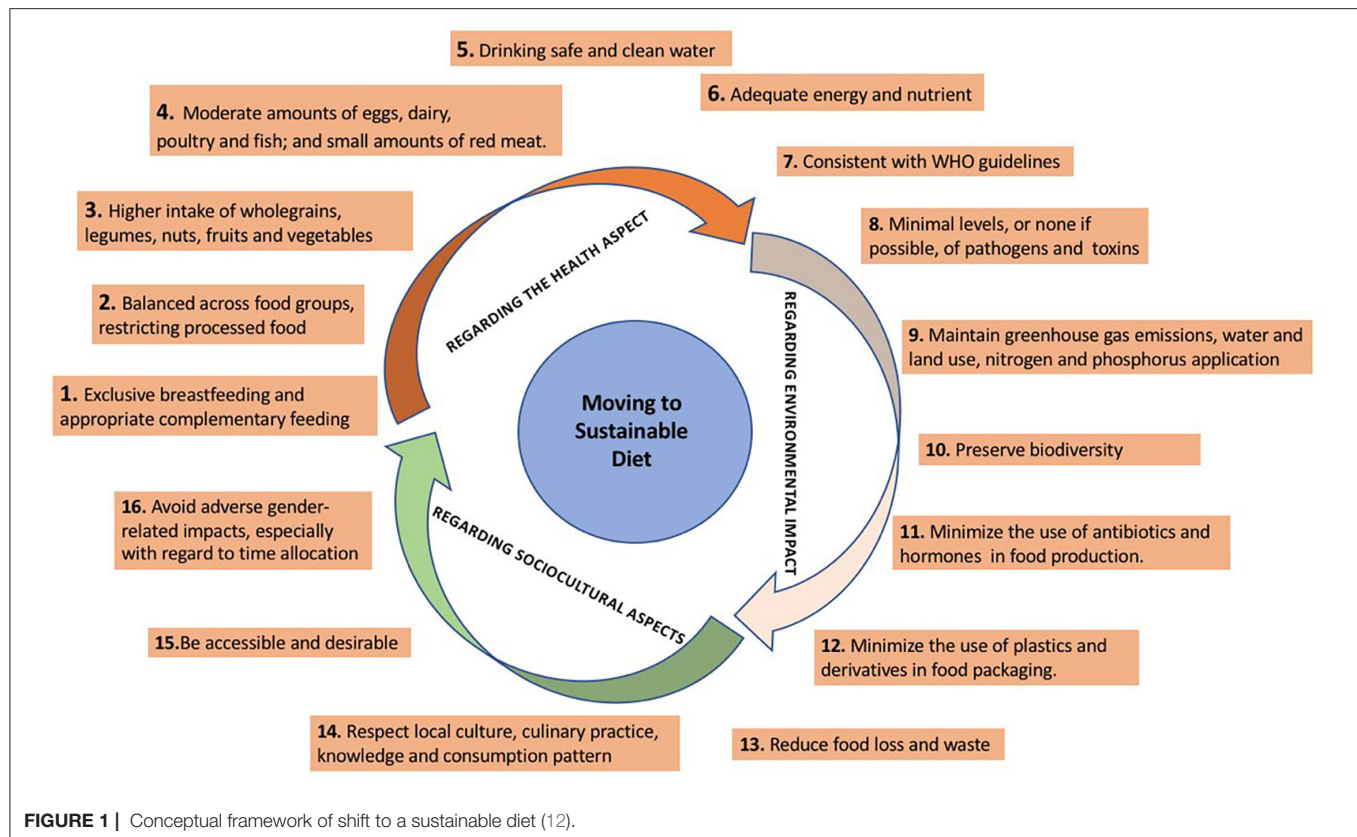 5. Drinking safe and clean water
6. Adequate energy and nutrient
4. Moderate amounts of eggs, dairy,
poultry and fish; and small amounts of red meat.
7. Consistent with WHO guidelines
3. Higher intake of wholegrains,
legumes, nuts, fruits and vegetables
8. Minimal levels, or none if
possible, of pathogens and toxins
2. Balanced across food groups,
restricting processed food
9. Maintain greenhouse gas emissions, water and
land use, nitrogen and phosphorus application
1. Exclusive breastfeeding and
appropriate complementary feeding
10. Preserve biodiversity
16. Avoid adverse gender-
related impacts, especially
with regard to time allocation
11. Minimize the use of antibiotics and
hormones in food production.
15.Be accessible and desirable
12. Minimize the use of plastics and
derivatives in food packaging.
14. Respect local culture, culinary practice,
knowledge and consumption pattern
13. Reduce food loss and waste
REGARDING THE HEALTH ASPECT
REGARDING ENVIRONMENTAL IMPACT
REGARDING SOCIOCULTURAL ASPECTS
Moving to
Sustainable
Diet
FIGURE 1 | Conceptual framework of shift to a sustainable diet (12).